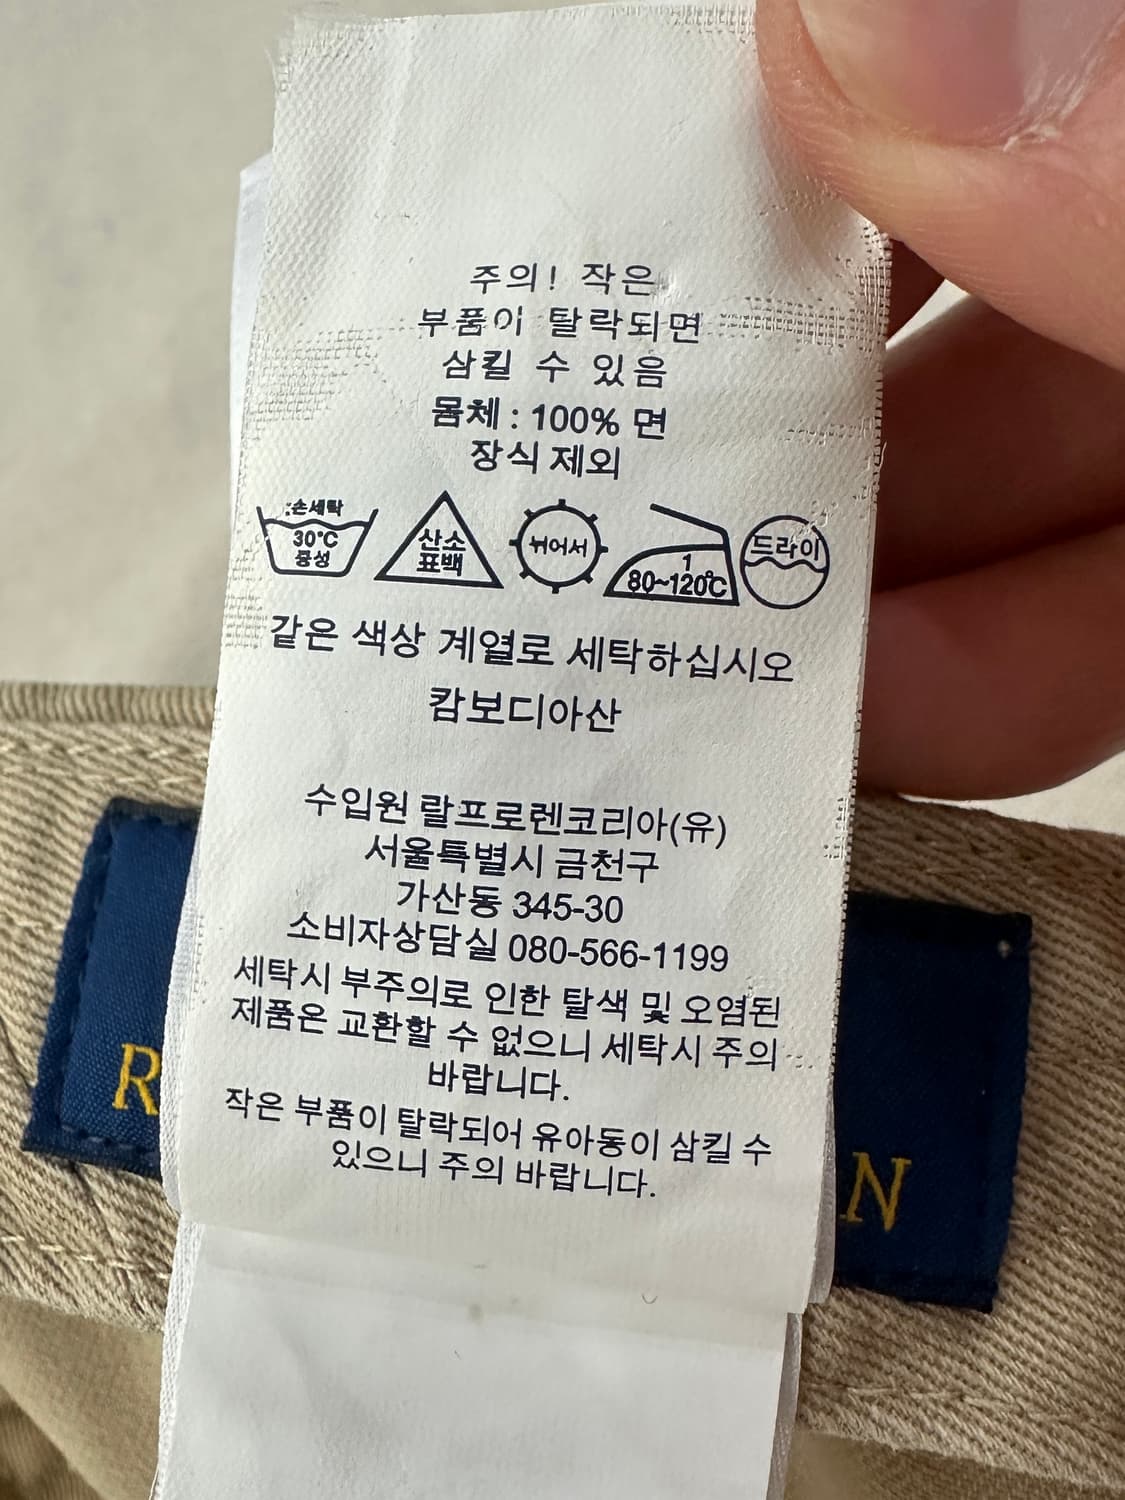 주의! 작은
부품이 탈락되면
삼킬 수 있음
몸체 : 100% 면
장식 제외
손세탁
30°C
중성
산소
표백
뉘어서
1
80~120°C
드라이
같은 색상 계열로 세탁하십시오
캄보디아산
수입원 랄프로렌코리아(유)
서울특별시 금천구
가산동 345-30
소비자상담실 080-566-1199
세탁시 부주의로 인한 탈색 및 오염된
제품은 교환할 수 없으니 세탁시 주의
바랍니다.
작은 부품이 탈락되어 유아동이 삼킬 수
있으니 주의 바랍니다.
R
N